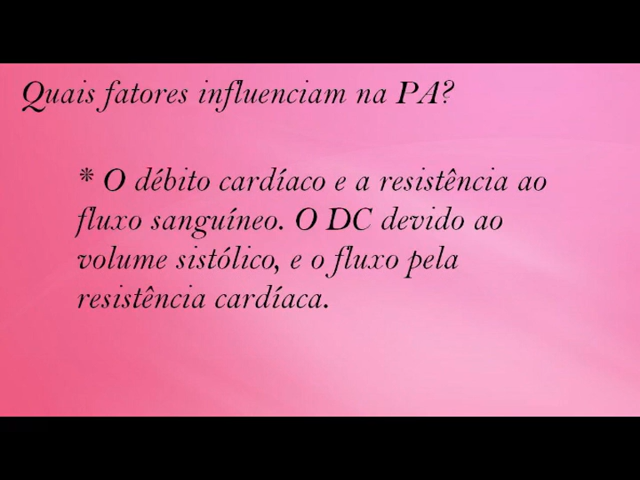 Quais fatores influenciam na PA?
* O débito cardíaco e a resistência ao
fluxo sanguíneo. O DC devido ao
volume sistólico, e o fluxo pela
resistência cardíaca.